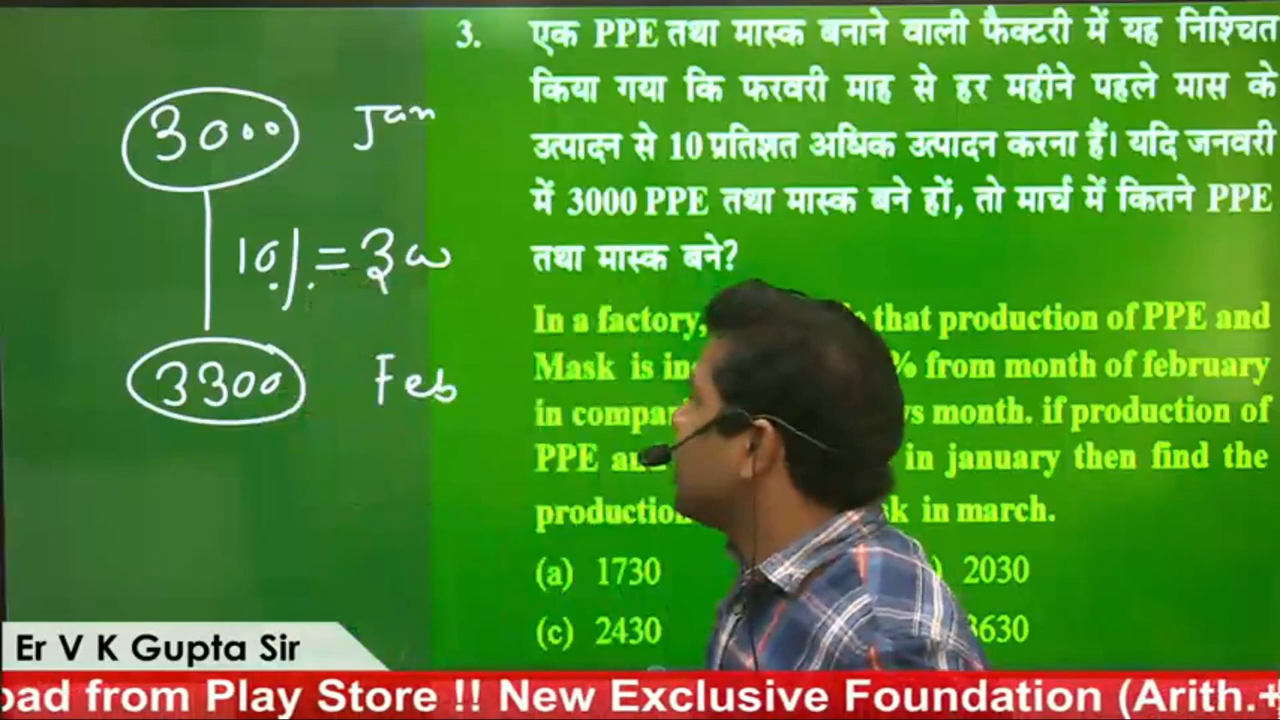 3000 Jan
10% = 300
3300 Feb
3. एक PPE तथा मास्क बनाने वाली फैक्टरी में यह निश्चित
किया गया कि फरवरी माह से हर महीने पहले मास के
उत्पादन से 10 प्रतिशत अधिक उत्पादन करना हैं। यदि जनवरी
में 3000 PPE तथा मास्क बने हों, तो मार्च में कितने PPE
तथा मास्क बने?
In a factory, that production of PPE and
Mask is % from month of february
in month. if production of
PPE in january then find the
in march.
(a) 1730 2030
(c) 2430 3630
Er V K Gupta Sir
from Play Store !! New Exclusive Foundation (Arith.+